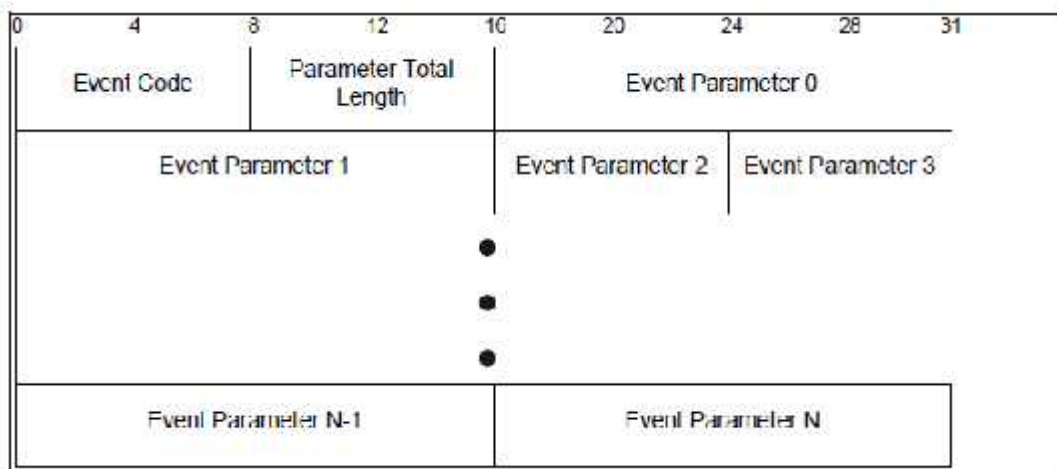 0 4 8 12 16 20 24 28 31
Event Code
Parameter Total
Length
Event Parameter 0
Event Parameter 1
Event Parameter 2
Event Parameter 3
Event Parameter N-1
Event Parameter N